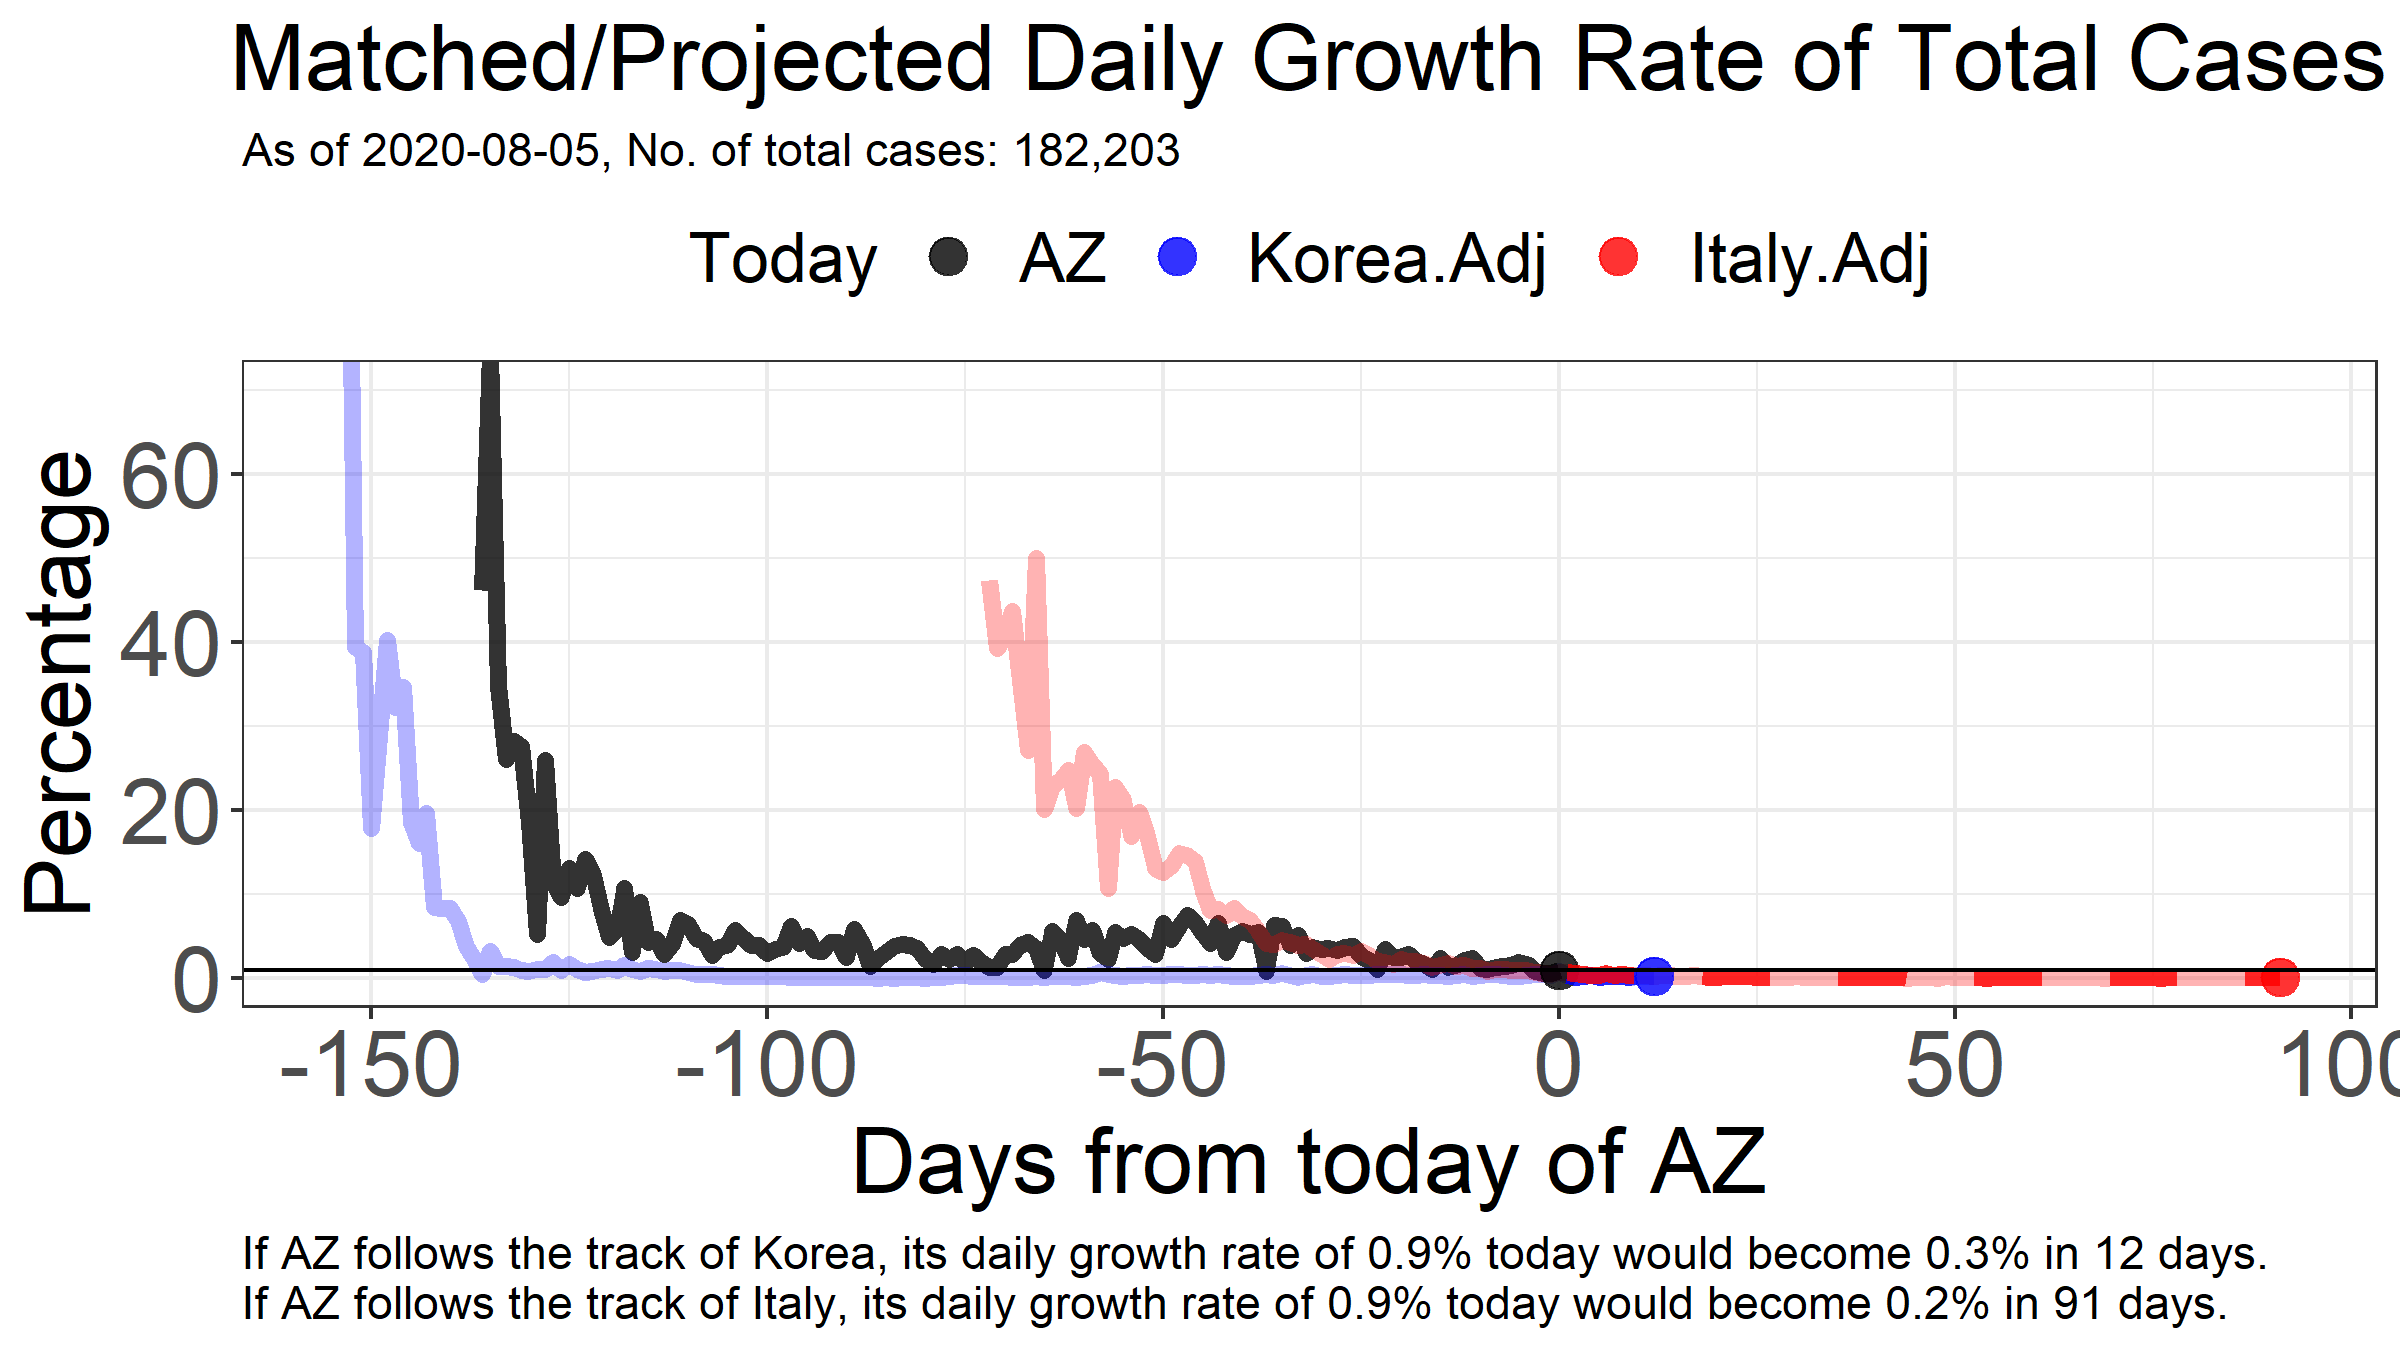 Matched/Projected Daily Growth Rate of Total Cases
As of 2020-08-05, No. of total cases: 182,203
Today AZ Korea.Adj Italy.Adj
Percentage
60
40
20
0
-150 -100 -50 0 50 100
Days from today of AZ
If AZ follows the track of Korea, its daily growth rate of 0.9% today would become 0.3% in 12 days.
If AZ follows the track of Italy, its daily growth rate of 0.9% today would become 0.2% in 91 days.